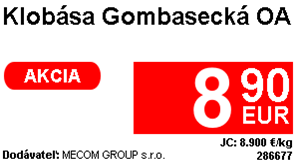 Klobása Gombasecká OA
AKCIA
8 90
EUR
JC: 8.900 €/kg
Dodávateľ: MECOM GROUP s.r.o. 286677